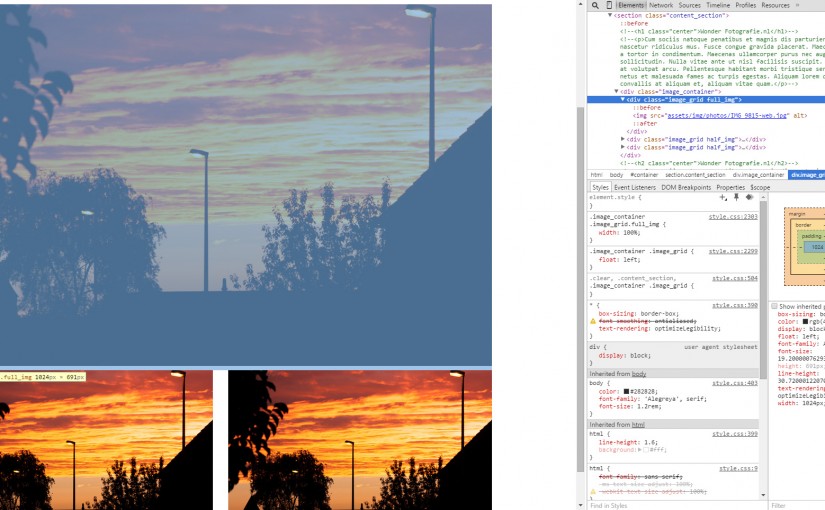 .full_img 1024px × 691px
Elements Network Sources Timeline Profiles Resources »
▼<section class="content_section">
::before
<!--<h1 class="center">Wonder Fotografie.nl</h1>-->
<!--<p>Cum sociis natoque penatibus et magnis dis parturien
nascetur ridiculus mus. Fusce congue gravida placerat. Maec
a tortor in condimentum. Maecenas ullamcorper purus nec aug
sollicitudin. Nulla vitae ante ut nisl facilisis suscipit.
at volutpat arcu. Pellentesque habitant morbi tristique sen
netus et malesuada fames ac turpis egestas. Aliquam lorem d
convallis at aliquam et, aliquam vitae quam.</p>-->
▼<div class="image_container">
▼<div class="image_grid full_img">
::before
<img src="assets/img/photos/IMG_9815-web.jpg" alt>
::after
</div>
▶<div class="image_grid half_img">…</div>
▶<div class="image_grid half_img">…</div>
</div>
<!--<h2 class="center">Wonder Fotografie.nl</h2>-->
html body #container section.content_section div.image_container div.image_gri
Styles Event Listeners DOM Breakpoints Properties $scope
element.style {
}
.image_container style.css:2303
.image_grid.full_img {
width: 100%;
}
.image_container .image_grid { style.css:2299
float: left;
}
.clear, .content_section, style.css:504
.image_container .image_grid {
}
* { style.css:390
box-sizing: border-box;
font-smoothing: antialiased;
text-rendering: optimizeLegibility;
}
div { user agent stylesheet
display: block;
}
Inherited from body
body { style.css:403
color: #282828;
font-family: 'Alegreya', serif;
font-size: 1.2rem;
}
Inherited from html
html { style.css:399
line-height: 1.6;
background: #fff;
}
html { style.css:9
font-family: sans-serif;
-ms-text-size-adjust: 100%;
-webkit-text-size-adjust: 100%;
Find in Styles
margin
border
padding
1024
Show inherited
box-sizing: bo
color: rgb(4
display: block
float: left;
font-family: A
font-size:
19.2000007629
height: 691px;
line-height:
30.7200012207
text-rendering
optimizeLegibi
width: 1024px;
Filter